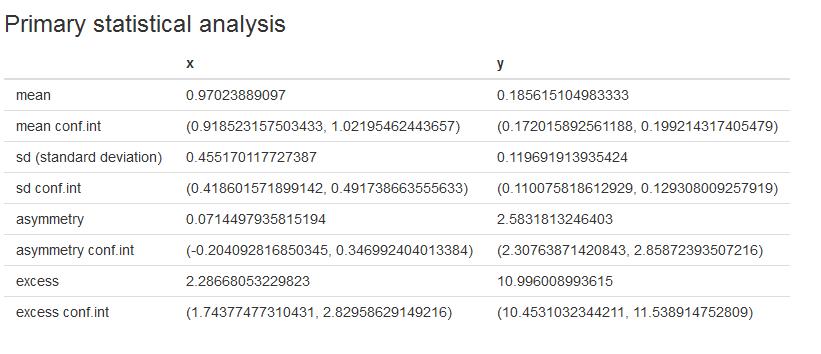 Primary statistical analysis
x y
mean 0.97023889097 0.185615104983333
mean conf.int (0.918523157503433, 1.02195462443657) (0.172015892561188, 0.199214317405479)
sd (standard deviation) 0.455170117727387 0.119691913935424
sd conf.int (0.418601571899142, 0.491738663555633) (0.110075818612929, 0.129308009257919)
asymmetry 0.0714497935815194 2.5831813246403
asymmetry conf.int (-0.204092816850345, 0.346992404013384) (2.30763871420843, 2.85872393507216)
excess 2.28668053229823 10.996008993615
excess conf.int (1.74377477310431, 2.82958629149216) (10.4531032344211, 11.538914752809)